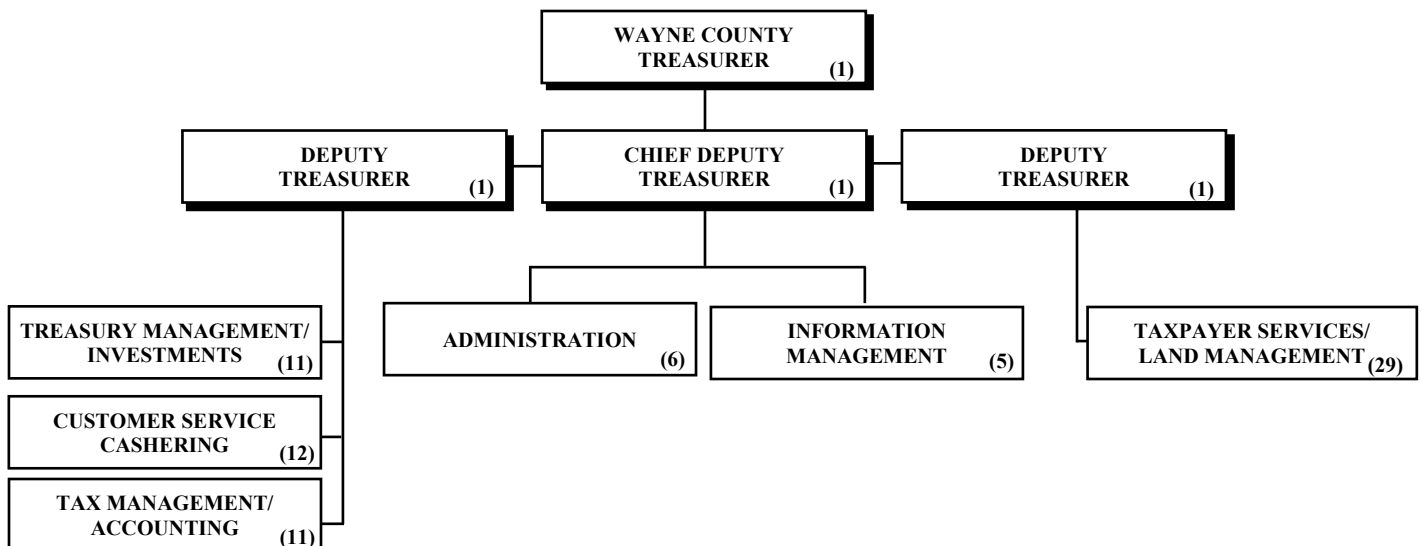 WAYNE COUNTY
TREASURER
(1)
DEPUTY
TREASURER
(1)
CHIEF DEPUTY
TREASURER
(1)
DEPUTY
TREASURER
(1)
TREASURY MANAGEMENT/
INVESTMENTS
(11)
ADMINISTRATION
(6)
INFORMATION
MANAGEMENT
(5)
TAXPAYER SERVICES/
LAND MANAGEMENT
(29)
CUSTOMER SERVICE
CASHERING
(12)
TAX MANAGEMENT/
ACCOUNTING
(11)